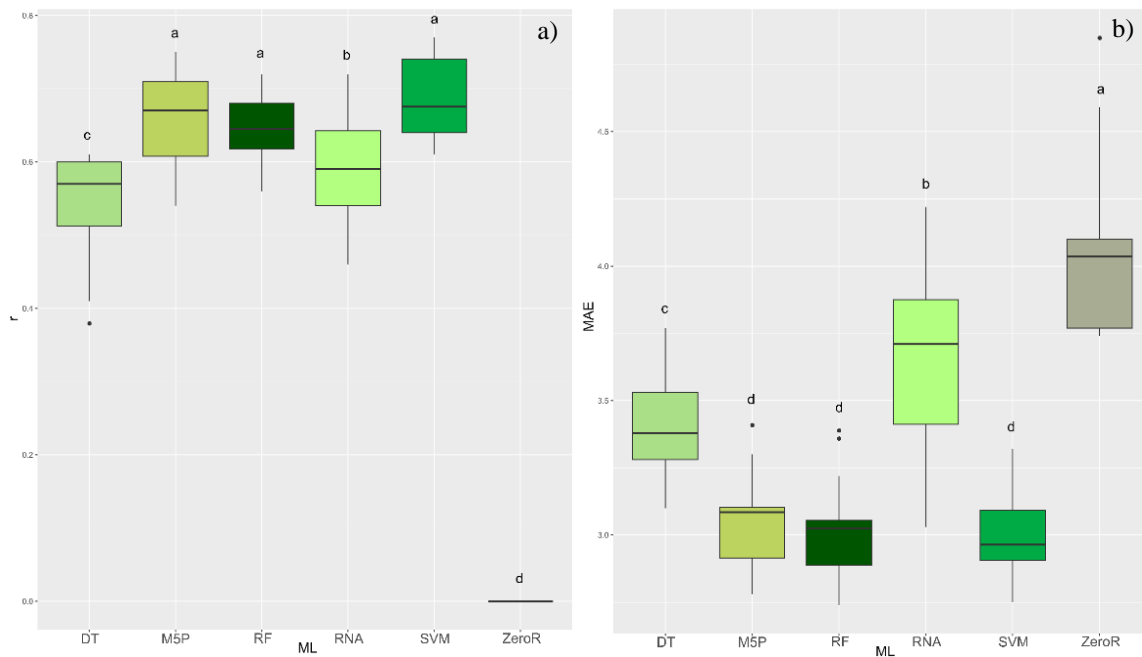 a)
0.8
0.6
0.4
0.2
0.0
r
c
a
a
b
a
d
DT M5P RF RNA SVM ZeroR
ML
b)
4.5
4.0
3.5
3.0
MAE
c
d
d
b
d
a
DT M5P RF RNA SVM ZeroR
ML